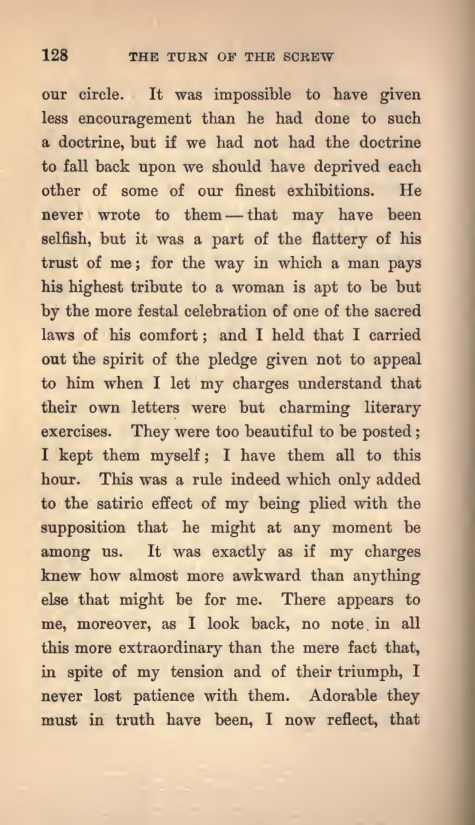 128 THE TURN OF THE SCREW
our circle. It was impossible to have given
less encouragement than he had done to such
a doctrine, but if we had not had the doctrine
to fall back upon we should have deprived each
other of some of our finest exhibitions. He
never wrote to them — that may have been
selfish, but it was a part of the flattery of his
trust of me; for the way in which a man pays
his highest tribute to a woman is apt to be but
by the more festal celebration of one of the sacred
laws of his comfort; and I held that I carried
out the spirit of the pledge given not to appeal
to him when I let my charges understand that
their own letters were but charming literary
exercises. They were too beautiful to be posted;
I kept them myself; I have them all to this
hour. This was a rule indeed which only added
to the satiric effect of my being plied with the
supposition that he might at any moment be
among us. It was exactly as if my charges
knew how almost more awkward than anything
else that might be for me. There appears to
me, moreover, as I look back, no note in all
this more extraordinary than the mere fact that,
in spite of my tension and of their triumph, I
never lost patience with them. Adorable they
must in truth have been, I now reflect, that